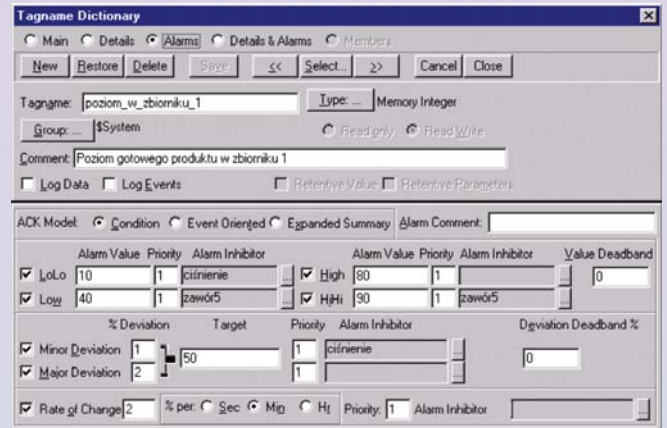 Tagname Dictionary
Main Details Alarms Details & Alarms Members
New Restore Delete Save << Select... >> Cancel Close
Tagname: poziom_w_zbiorniku_1 Type: ... Memory Integer
Group: ... $System Read only Read Write
Comment: Poziom gotowego produktu w zbiorniku 1
Log Data Log Events Retentive Value Retentive Parameters
ACK Model: Condition Event Oriented Expanded Summary Alarm Comment:
Alarm Value Priority Alarm Inhibitor Alarm Value Priority Alarm Inhibitor Value Deadband
LoLo 10 1 ciśnienie ... High 80 1 ... 0
Low 40 1 zawór5 ... HiHi 90 1 zawór5 ...
% Deviation Target Priority Alarm Inhibitor Deviation Deadband %
Minor Deviation 1 50 1 ciśnienie ... 0
Major Deviation 2 1 ...
Rate of Change 2 % per: Sec Min Hr Priority: 1 Alarm Inhibitor ...